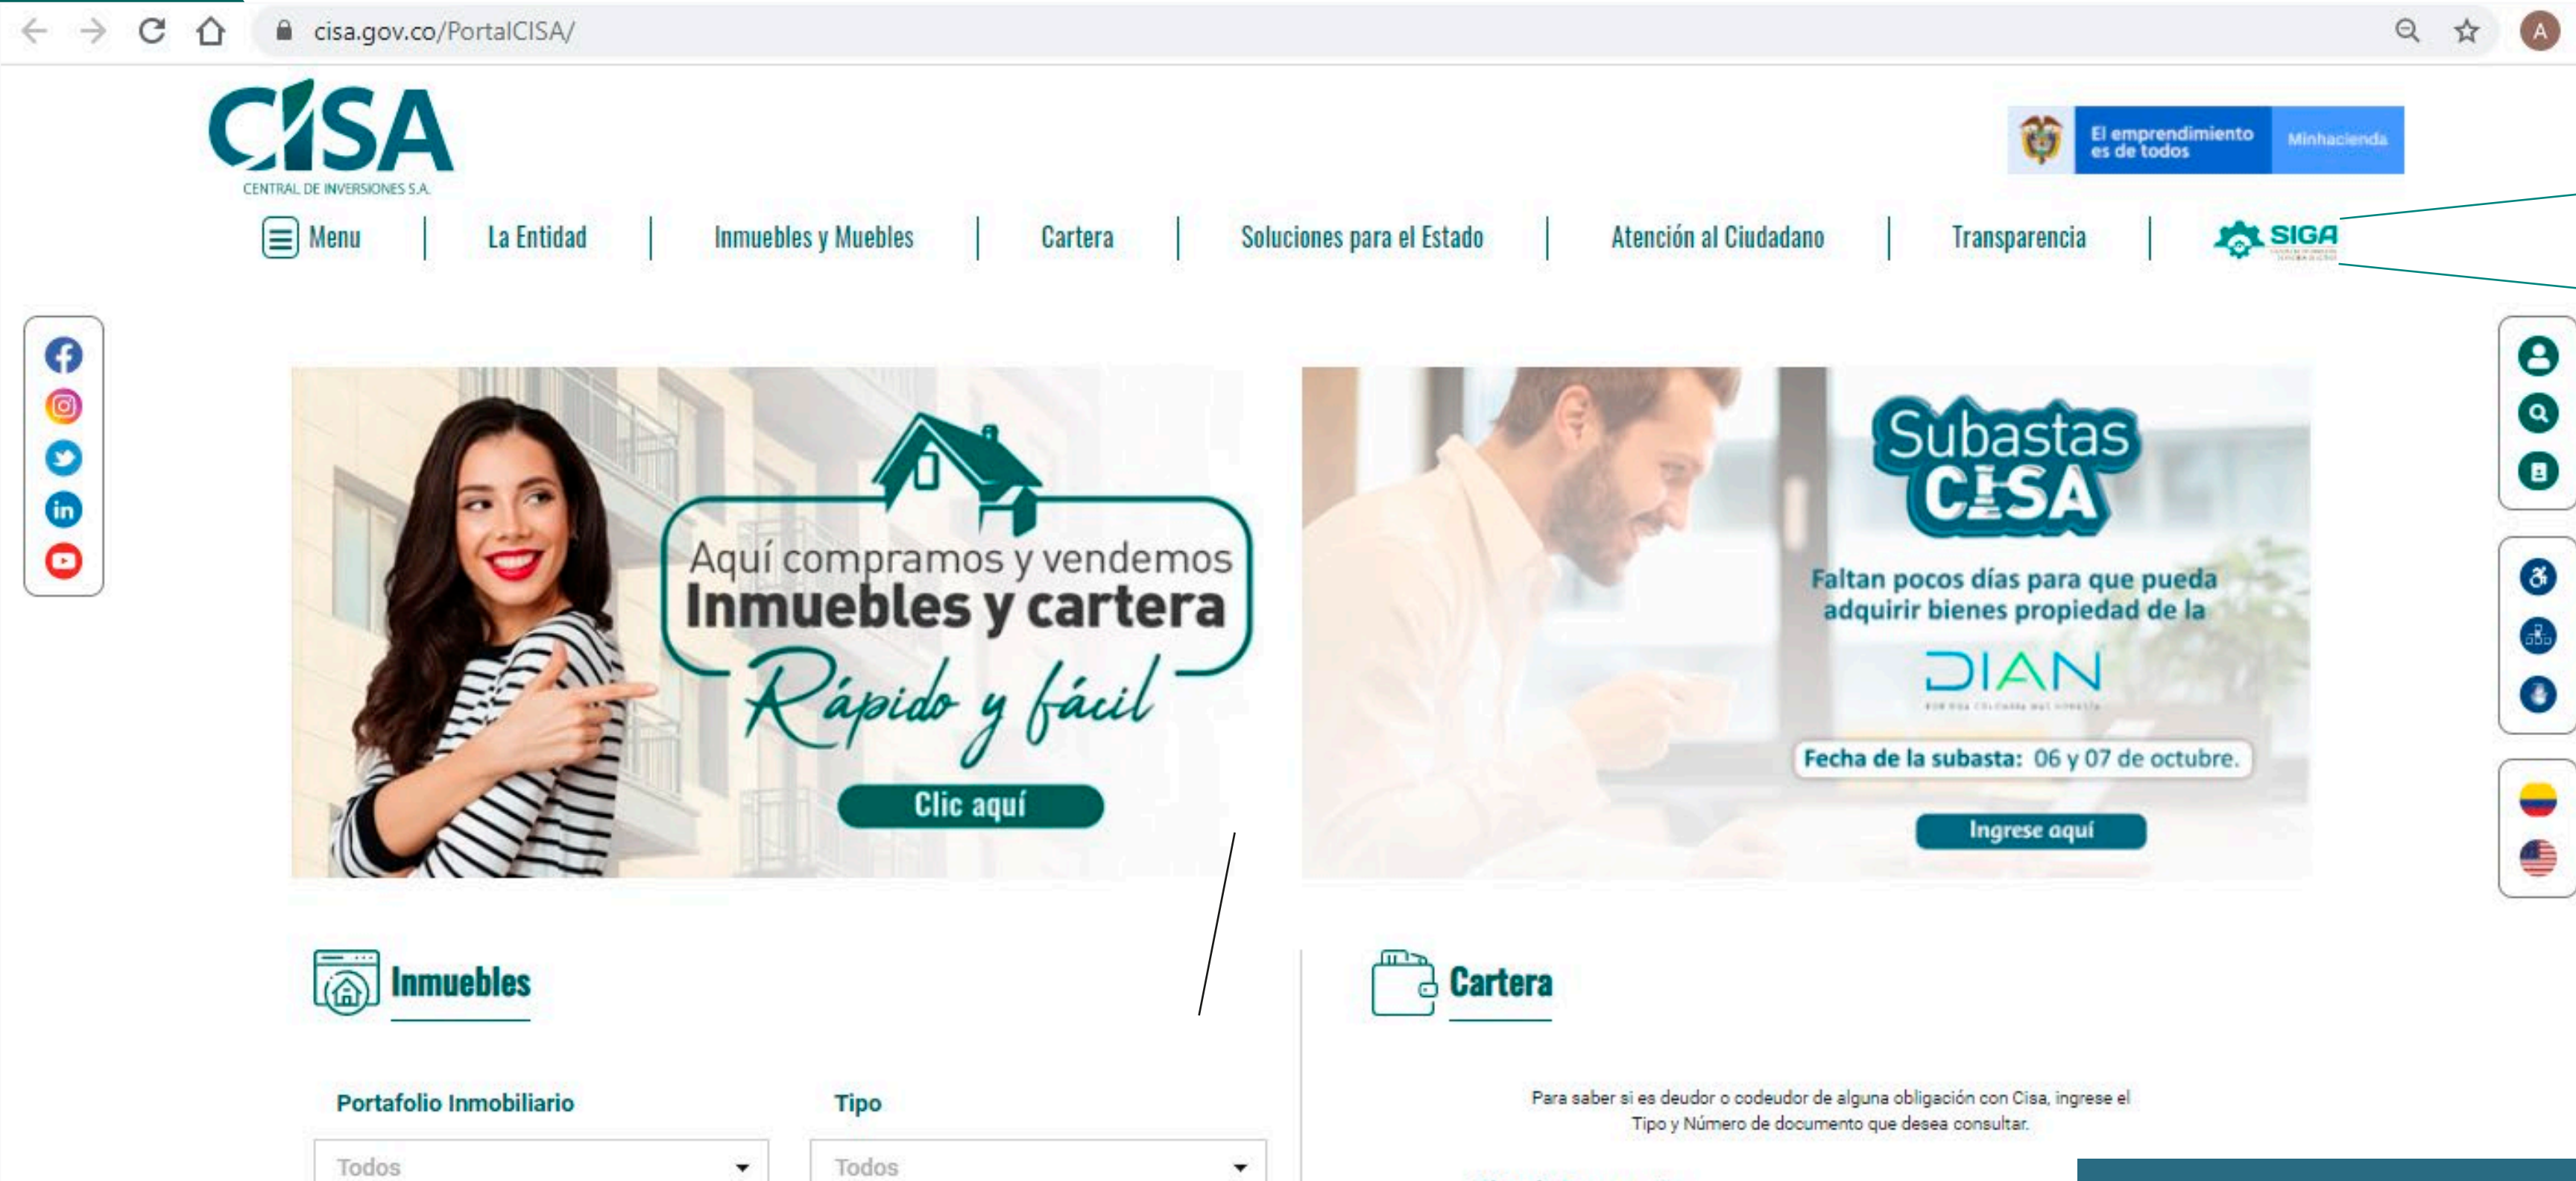 cisa.gov.co/PortalCISA/
A
CISA
CENTRAL DE INVERSIONES S.A.
El emprendimiento
es de todos
Minhacienda
Menu
La Entidad
Inmuebles y Muebles
Cartera
Soluciones para el Estado
Atención al Ciudadano
Transparencia
SIGA
Aquí compramos y vendemos
Inmuebles y cartera
Rápido y fácil
Clic aquí
Subastas
CISA
Faltan pocos días para que pueda
adquirir bienes propiedad de la
DIAN
Fecha de la subasta: 06 y 07 de octubre.
Ingrese aquí
Inmuebles
Portafolio Inmobiliario
Tipo
Todos
Todos
Cartera
Para saber si es deudor o codeudor de alguna obligación con Cisa, ingrese el
Tipo y Número de documento que desea consultar.